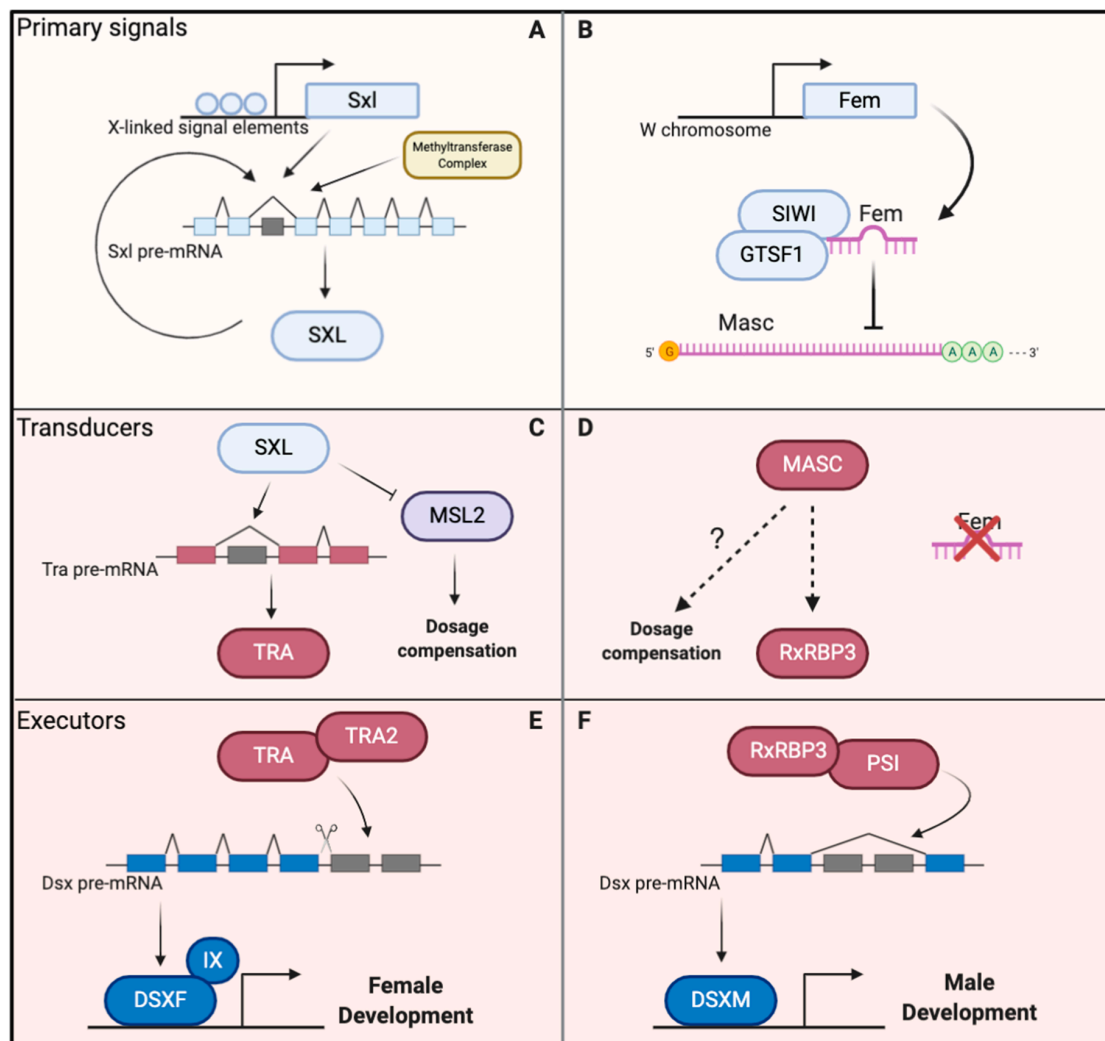 Primary signals
A
Sxl
X-linked signal elements
Methyltransferase
Complex
Sxl pre-mRNA
SXL
B
Fem
W chromosome
SIWI
Fem
GTSF1
Masc
5' G A A A --- 3'
Transducers
C
SXL
MSL2
Tra pre-mRNA
Dosage
compensation
TRA
D
MASC
?
Fem
Dosage
compensation
RxRBP3
Executors
E
TRA
TRA2
Dsx pre-mRNA
IX
DSXF
Female
Development
F
RxRBP3
PSI
Dsx pre-mRNA
DSXM
Male
Development